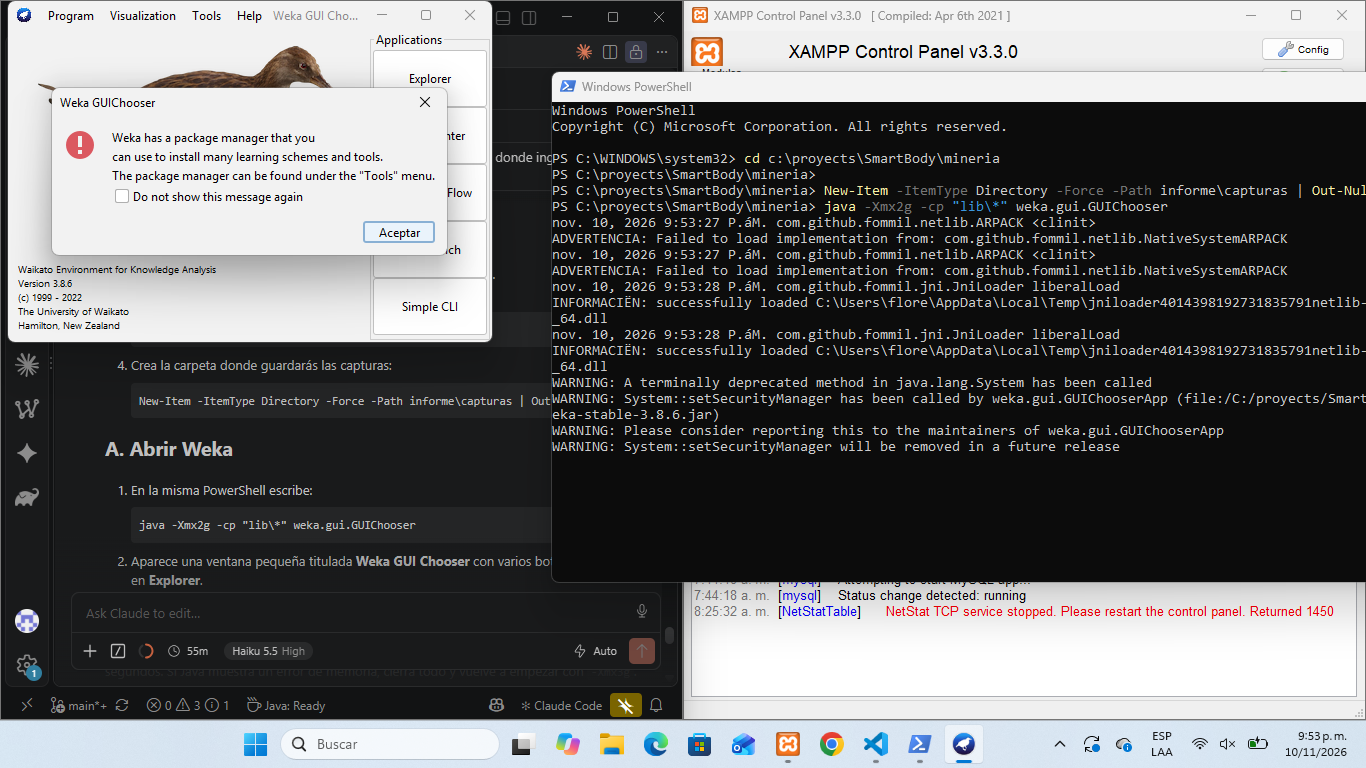 Program Visualization Tools Help Weka GUI Choo...
Applications
Explorer
Weka GUIChooser
Weka has a package manager that you
can use to install many learning schemes and tools.
The package manager can be found under the "Tools" menu.
Do not show this message again
Aceptar
Flow
Simple CLI
Waikato Environment for Knowledge Analysis
Version 3.8.6
(c) 1999 - 2022
The University of Waikato
Hamilton, New Zealand
donde ing
4. Crea la carpeta donde guardarás las capturas:
New-Item -ItemType Directory -Force -Path informe\capturas | Out
A. Abrir Weka
1. En la misma PowerShell escribe:
java -Xmx2g -cp "lib\*" weka.gui.GUIChooser
2. Aparece una ventana pequeña titulada Weka GUI Chooser con varios bot
en Explorer.
Ask Claude to edit...
55m
Haiku 5.5 High
Auto
1
main*+
0 3 1
Java: Ready
Claude Code
XAMPP Control Panel v3.3.0 [ Compiled: Apr 6th 2021 ]
XAMPP Control Panel v3.3.0
Config
Windows PowerShell
Windows PowerShell
Copyright (C) Microsoft Corporation. All rights reserved.
PS C:\WINDOWS\system32> cd c:\proyects\SmartBody\mineria
PS C:\proyects\SmartBody\mineria>
PS C:\proyects\SmartBody\mineria> New-Item -ItemType Directory -Force -Path informe\capturas | Out-Nul
PS C:\proyects\SmartBody\mineria> java -Xmx2g -cp "lib\*" weka.gui.GUIChooser
nov. 10, 2026 9:53:27 P.áM. com.github.fommil.netlib.ARPACK <clinit>
ADVERTENCIA: Failed to load implementation from: com.github.fommil.netlib.NativeSystemARPACK
nov. 10, 2026 9:53:27 P.áM. com.github.fommil.netlib.ARPACK <clinit>
ADVERTENCIA: Failed to load implementation from: com.github.fommil.netlib.NativeSystemARPACK
nov. 10, 2026 9:53:28 P.áM. com.github.fommil.jni.JniLoader liberalLoad
INFORMACIËN: successfully loaded C:\Users\flore\AppData\Local\Temp\jniloader4014398192731835791netlib-
_64.dll
nov. 10, 2026 9:53:28 P.áM. com.github.fommil.jni.JniLoader liberalLoad
INFORMACIËN: successfully loaded C:\Users\flore\AppData\Local\Temp\jniloader4014398192731835791netlib-
_64.dll
WARNING: A terminally deprecated method in java.lang.System has been called
WARNING: System::setSecurityManager has been called by weka.gui.GUIChooserApp (file:/C:/proyects/Smart
eka-stable-3.8.6.jar)
WARNING: Please consider reporting this to the maintainers of weka.gui.GUIChooserApp
WARNING: System::setSecurityManager will be removed in a future release
7:44:18 a. m. [mysql] Status change detected: running
8:25:32 a. m. [NetStatTable] NetStat TCP service stopped. Please restart the control panel. Returned 1450
Buscar
ESP
LAA
9:53 p. m.
10/11/2026